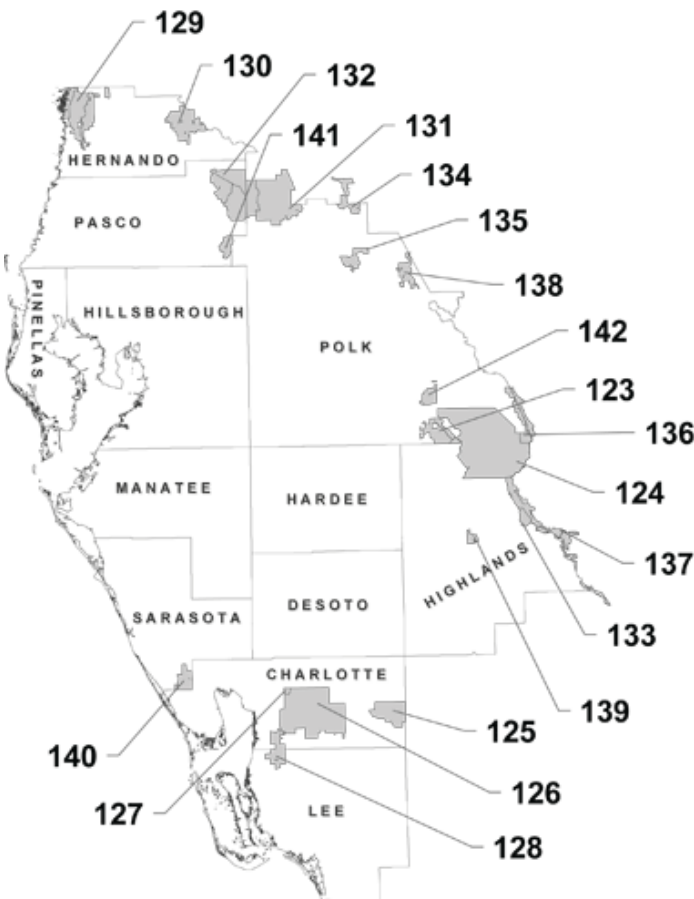 129
130
132
141
131
134
HERNANDO
135
PASCO
138
PINELLAS
HILLSBOROUGH
142
POLK
123
136
124
MANATEE
HARDEE
137
HIGHLANDS
DESOTO
SARASOTA
133
CHARLOTTE
139
125
140
126
127
LEE
128